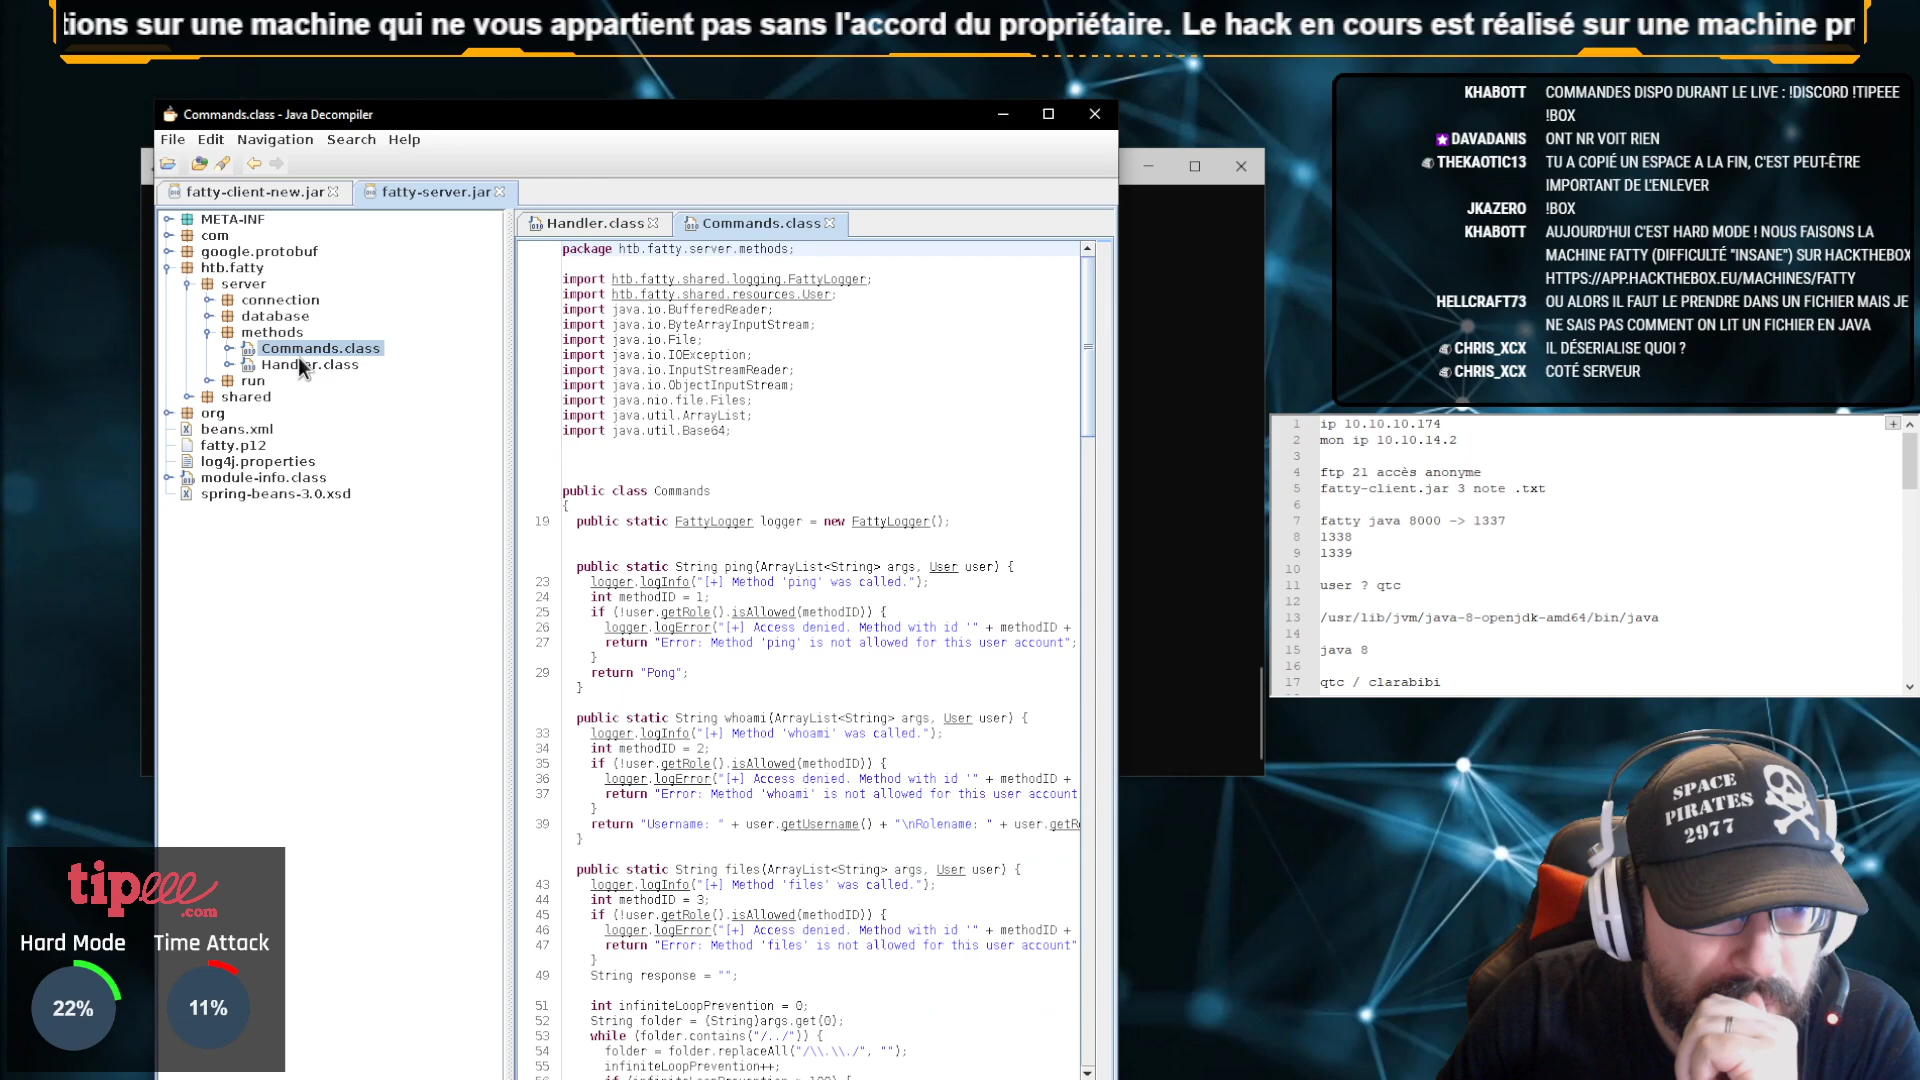 tions sur une machine qui ne vous appartient pas sans l'accord du propriétaire. Le hack en cours est réalisé sur une machine pr
Commands.class - Java Decompiler
File Edit Navigation Search Help
fatty-client-new.jar
fatty-server.jar
META-INF
com
google.protobuf
htb.fatty
server
connection
database
methods
Commands.class
Handler.class
run
shared
org
beans.xml
fatty.p12
log4j.properties
module-info.class
spring-beans-3.0.xsd
Handler.class
Commands.class
package htb.fatty.server.methods;
import htb.fatty.shared.logging.FattyLogger;
import htb.fatty.shared.resources.User;
import java.io.BufferedReader;
import java.io.ByteArrayInputStream;
import java.io.File;
import java.io.IOException;
import java.io.InputStreamReader;
import java.io.ObjectInputStream;
import java.nio.file.Files;
import java.util.ArrayList;
import java.util.Base64;
public class Commands
{
19 public static FattyLogger logger = new FattyLogger();
public static String ping(ArrayList<String> args, User user) {
23 logger.logInfo("[+] Method 'ping' was called.");
24 int methodID = 1;
25 if (!user.getRole().isAllowed(methodID)) {
26 logger.logError("[+] Access denied. Method with id '" + methodID +
27 return "Error: Method 'ping' is not allowed for this user account";
}
29 return "Pong";
}
public static String whoami(ArrayList<String> args, User user) {
33 logger.logInfo("[+] Method 'whoami' was called.");
34 int methodID = 2;
35 if (!user.getRole().isAllowed(methodID)) {
36 logger.logError("[+] Access denied. Method with id '" + methodID +
37 return "Error: Method 'whoami' is not allowed for this user account
}
39 return "Username: " + user.getUsername() + "\nRolename: " + user.getR
}
public static String files(ArrayList<String> args, User user) {
43 logger.logInfo("[+] Method 'files' was called.");
44 int methodID = 3;
45 if (!user.getRole().isAllowed(methodID)) {
46 logger.logError("[+] Access denied. Method with id '" + methodID +
47 return "Error: Method 'files' is not allowed for this user account"
}
49 String response = "";
51 int infiniteLoopPrevention = 0;
52 String folder = (String)args.get(0);
53 while (folder.contains("/../")) {
54 folder = folder.replaceAll("/\\.\\./", "");
55 infiniteLoopPrevention++;
KHABOTT COMMANDES DISPO DURANT LE LIVE : !DISCORD !TIPEEE
!BOX
DAVADANIS ONT NR VOIT RIEN
THEKAOTIC13 TU A COPIÉ UN ESPACE A LA FIN, C'EST PEUT-ÊTRE
IMPORTANT DE L'ENLEVER
JKAZERO !BOX
KHABOTT AUJOURD'HUI C'EST HARD MODE ! NOUS FAISONS LA
MACHINE FATTY (DIFFICULTÉ "INSANE") SUR HACKTHEBOX
HTTPS://APP.HACKTHEBOX.EU/MACHINES/FATTY
HELLCRAFT73 OU ALORS IL FAUT LE PRENDRE DANS UN FICHIER MAIS JE
NE SAIS PAS COMMENT ON LIT UN FICHIER EN JAVA
CHRIS_XCX IL DÉSERIALISE QUOI ?
CHRIS_XCX COTÉ SERVEUR
1 ip 10.10.10.174
2 mon ip 10.10.14.2
3
4 ftp 21 accès anonyme
5 fatty-client.jar 3 note .txt
6
7 fatty java 8000 -> 1337
8 1338
9 1339
10
11 user ? qtc
12
13 /usr/lib/jvm/java-8-openjdk-amd64/bin/java
14
15 java 8
16
17 qtc / clarabibi
SPACE
PIRATES
2977
tipeee
.com
Hard Mode Time Attack
22% 11%